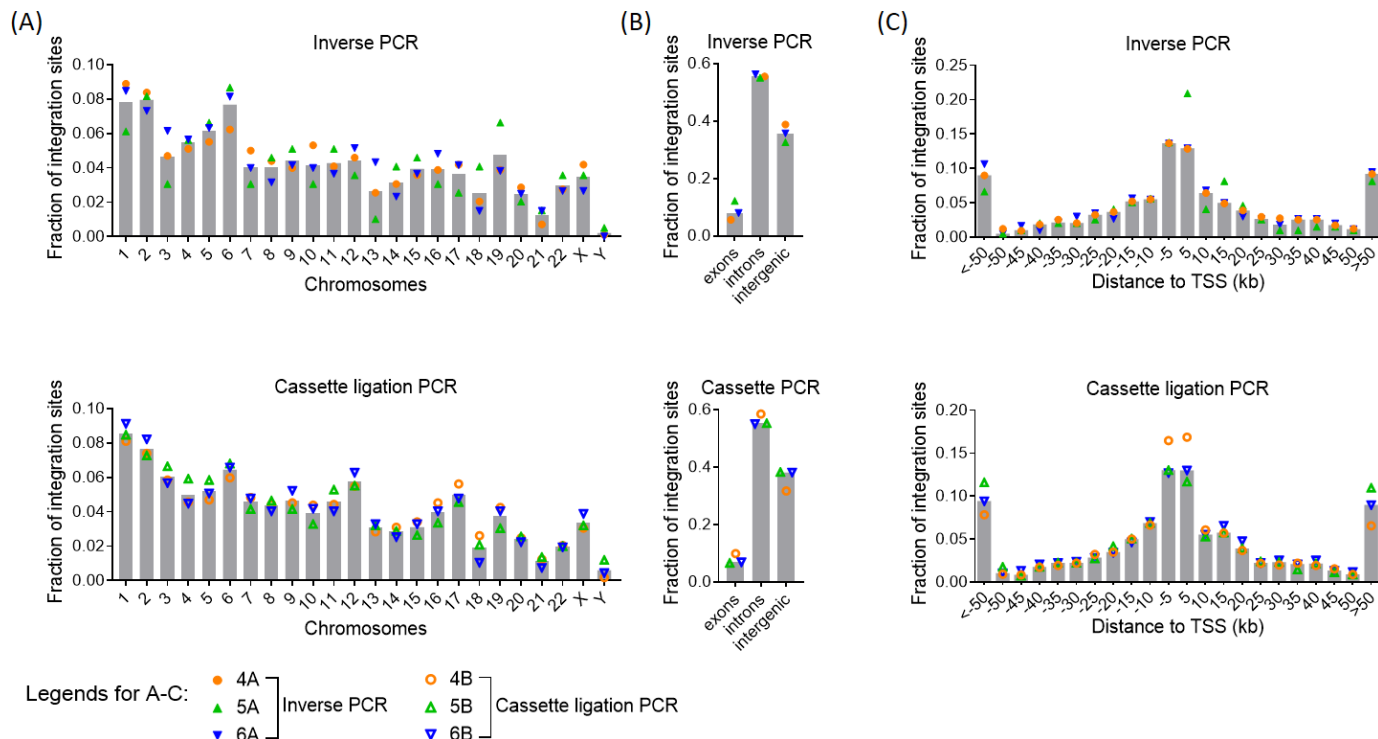 (A)
Inverse PCR
Fraction of integration sites
0.10
0.08
0.06
0.04
0.02
0.00
1 2 3 4 5 6 7 8 9 10 11 12 13 14 15 16 17 18 19 20 21 22 X Y
Chromosomes
(B)
Inverse PCR
Fraction of integration sites
0.6
0.4
0.2
0.0
exons introns intergenic
(C)
Inverse PCR
Fraction of integration sites
0.25
0.20
0.15
0.10
0.05
0.00
<-50 -50 -45 -40 -35 -30 -25 -20 -15 -10 -5 5 10 15 20 25 30 35 40 45 50 >50
Distance to TSS (kb)
Cassette ligation PCR
Fraction of integration sites
0.10
0.08
0.06
0.04
0.02
0.00
1 2 3 4 5 6 7 8 9 10 11 12 13 14 15 16 17 18 19 20 21 22 X Y
Chromosomes
Cassette PCR
Fraction of integration sites
0.6
0.4
0.2
0.0
exons introns intergenic
Cassette ligation PCR
Fraction of integration sites
0.20
0.15
0.10
0.05
0.00
<-50 -50 -45 -40 -35 -30 -25 -20 -15 -10 -5 5 10 15 20 25 30 35 40 45 50 >50
Distance to TSS (kb)
Legends for A-C:
4A
5A
6A
Inverse PCR
4B
5B
6B
Cassette ligation PCR